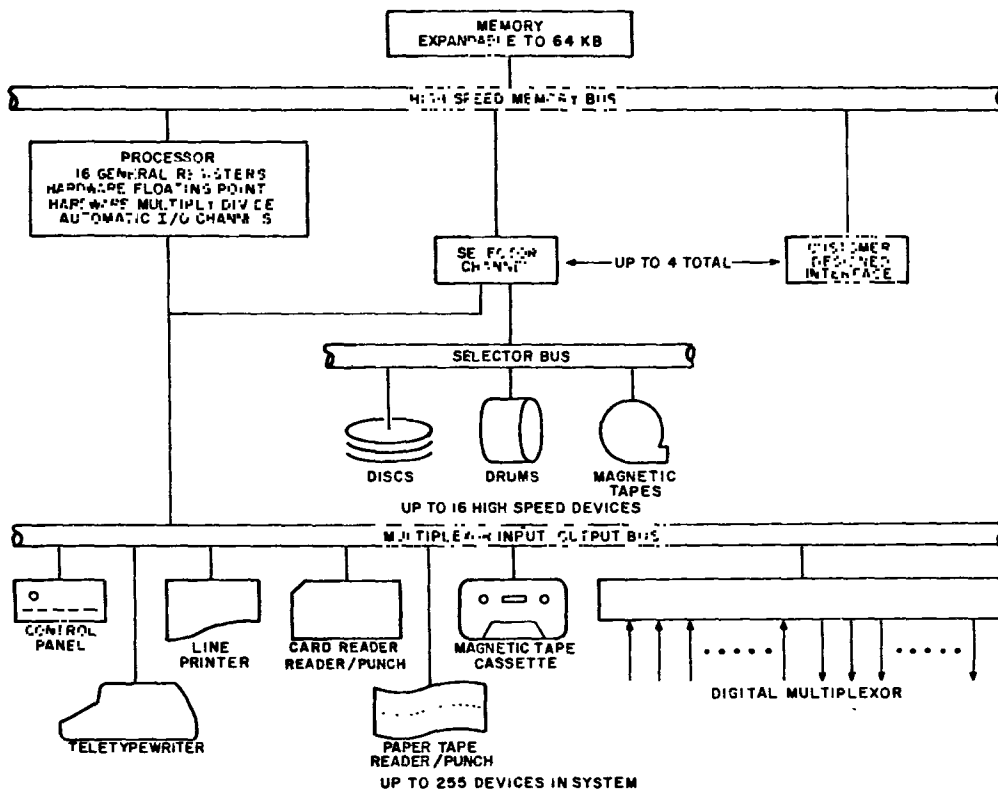 MEMORY
EXPANDABLE TO 64 KB
HIGH SPEED MEMORY BUS
PROCESSOR
16 GENERAL REGISTERS
HARDWARE FLOATING POINT
HARDWARE MULTIPLY DIVIDE
AUTOMATIC I/O CHANNELS
SELECTOR
CHANNEL
UP TO 4 TOTAL
CUSTOMER
DESIGNED
INTERFACE
SELECTOR BUS
DISCS
DRUMS
MAGNETIC
TAPES
UP TO 16 HIGH SPEED DEVICES
MULTIPLEXOR INPUT OUTPUT BUS
CONTROL
PANEL
LINE
PRINTER
CARD READER
READER/PUNCH
MAGNETIC TAPE
CASSETTE
DIGITAL MULTIPLEXOR
TELETYPEWRITER
PAPER TAPE
READER/PUNCH
UP TO 255 DEVICES IN SYSTEM